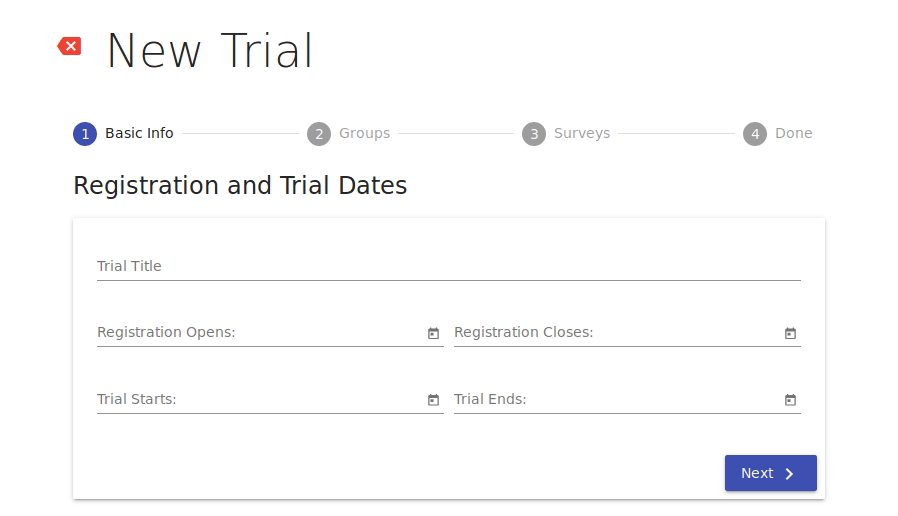 New Trial
1 Basic Info 2 Groups 3 Surveys 4 Done
Registration and Trial Dates
Trial Title
Registration Opens: Registration Closes:
Trial Starts: Trial Ends:
Next